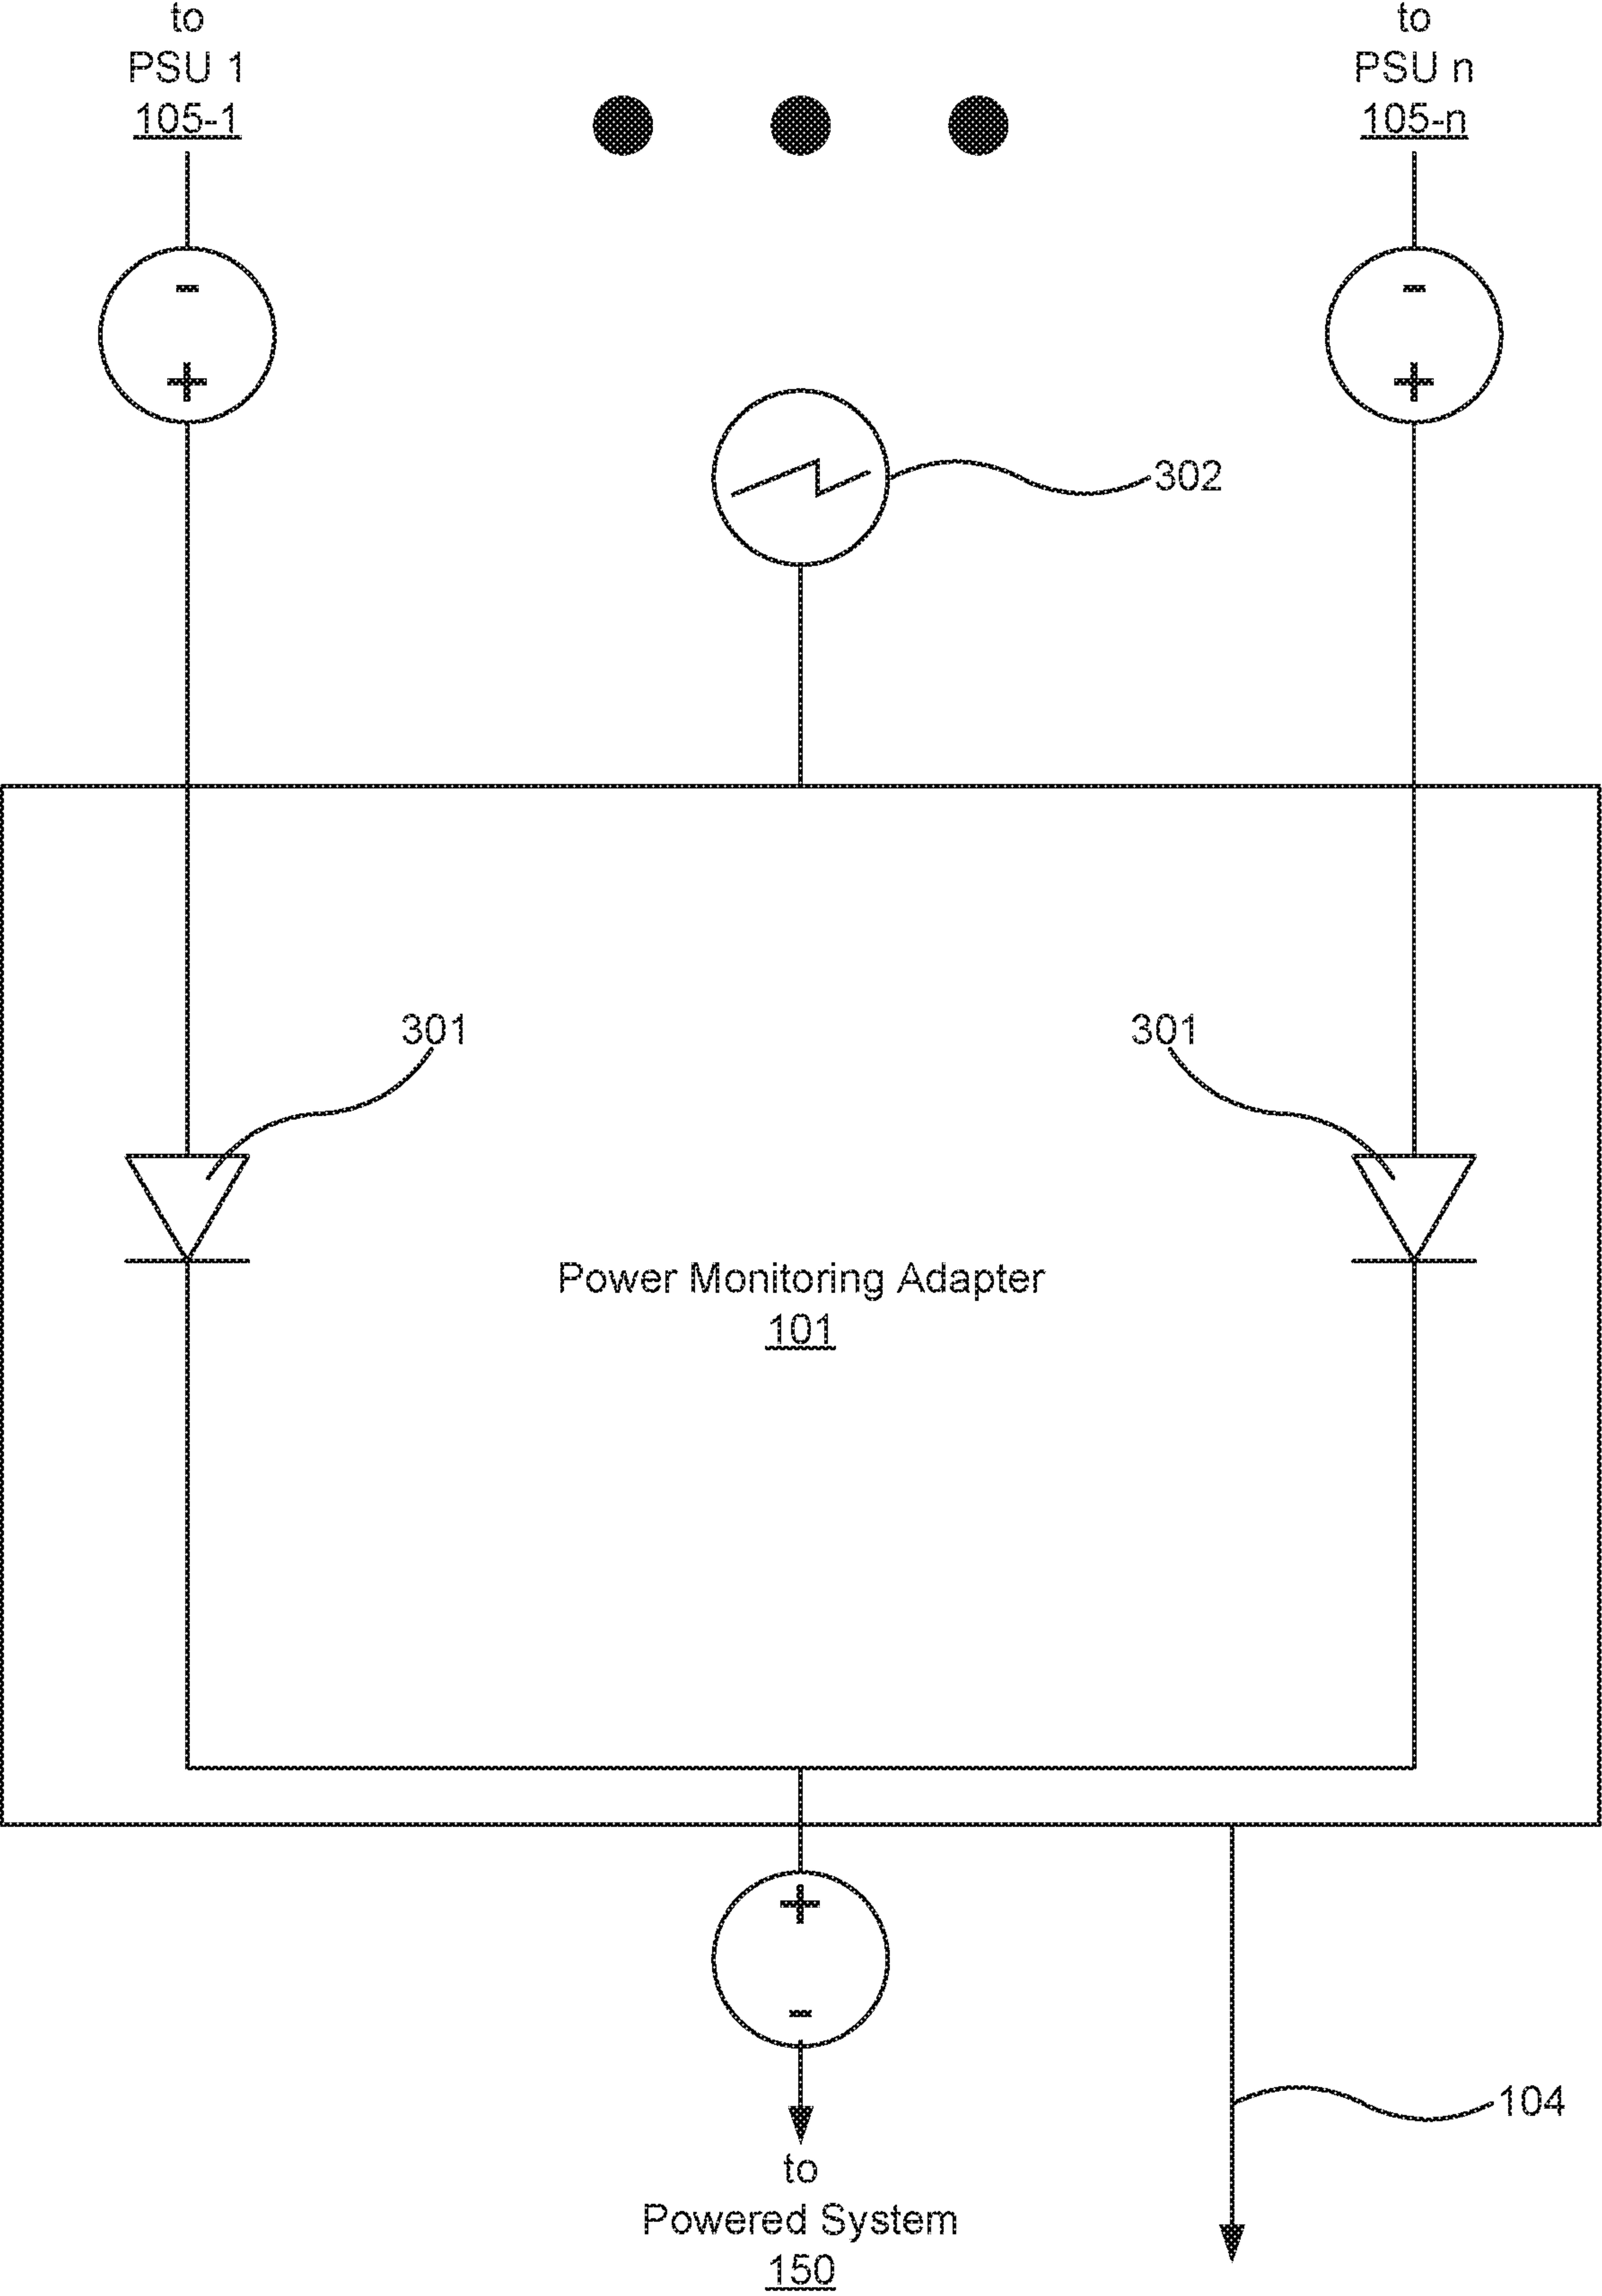 to
PSU 1
105-1
to
PSU n
105-n
-
+
-
+
302
301
301
Power Monitoring Adapter
101
+
-
104
to
Powered System
150